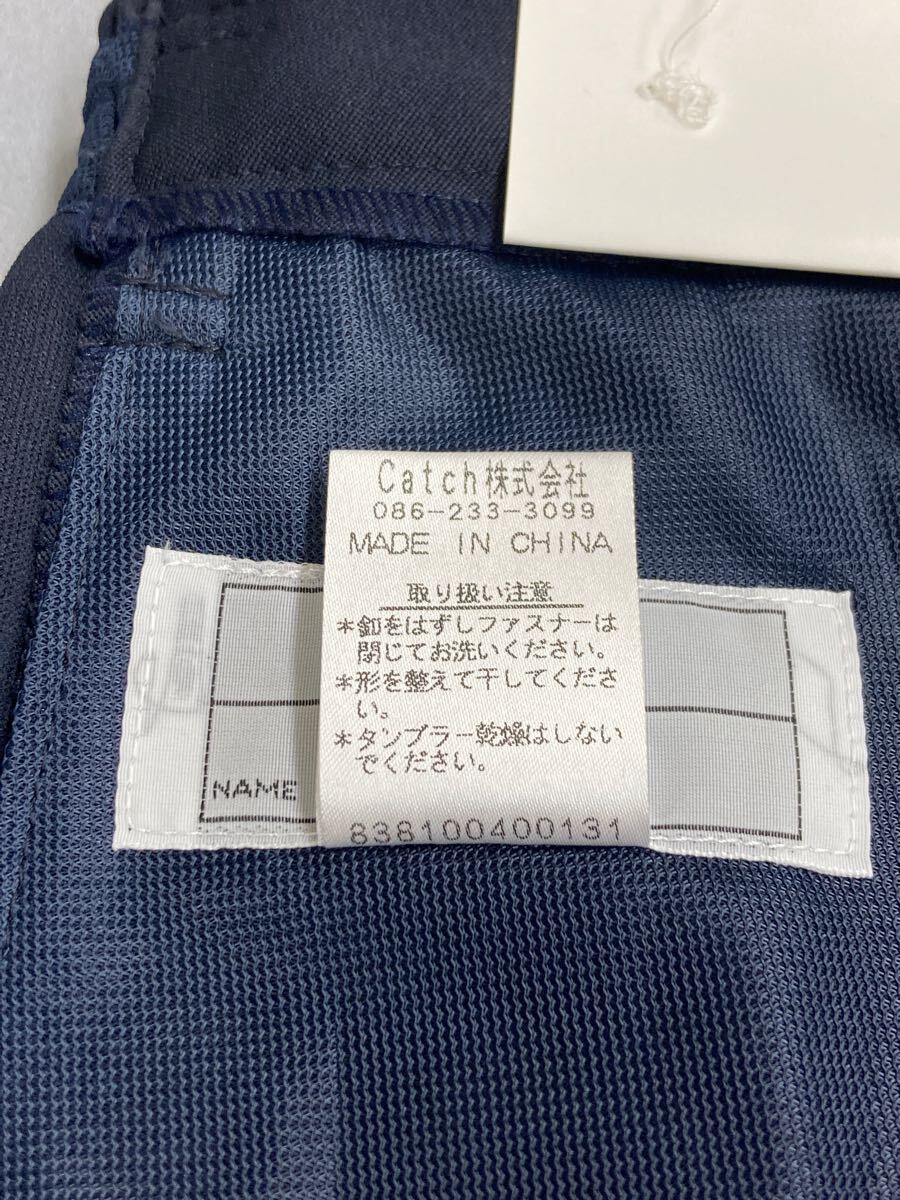 Catch株式会社
086-233-3099
MADE IN CHINA
取り扱い注意
*釦をはずしファスナーは
閉じてお洗いください。
*形を整えて干してくださ
い。
*タンブラー乾燥はしない
でください。
838100400131
NAME